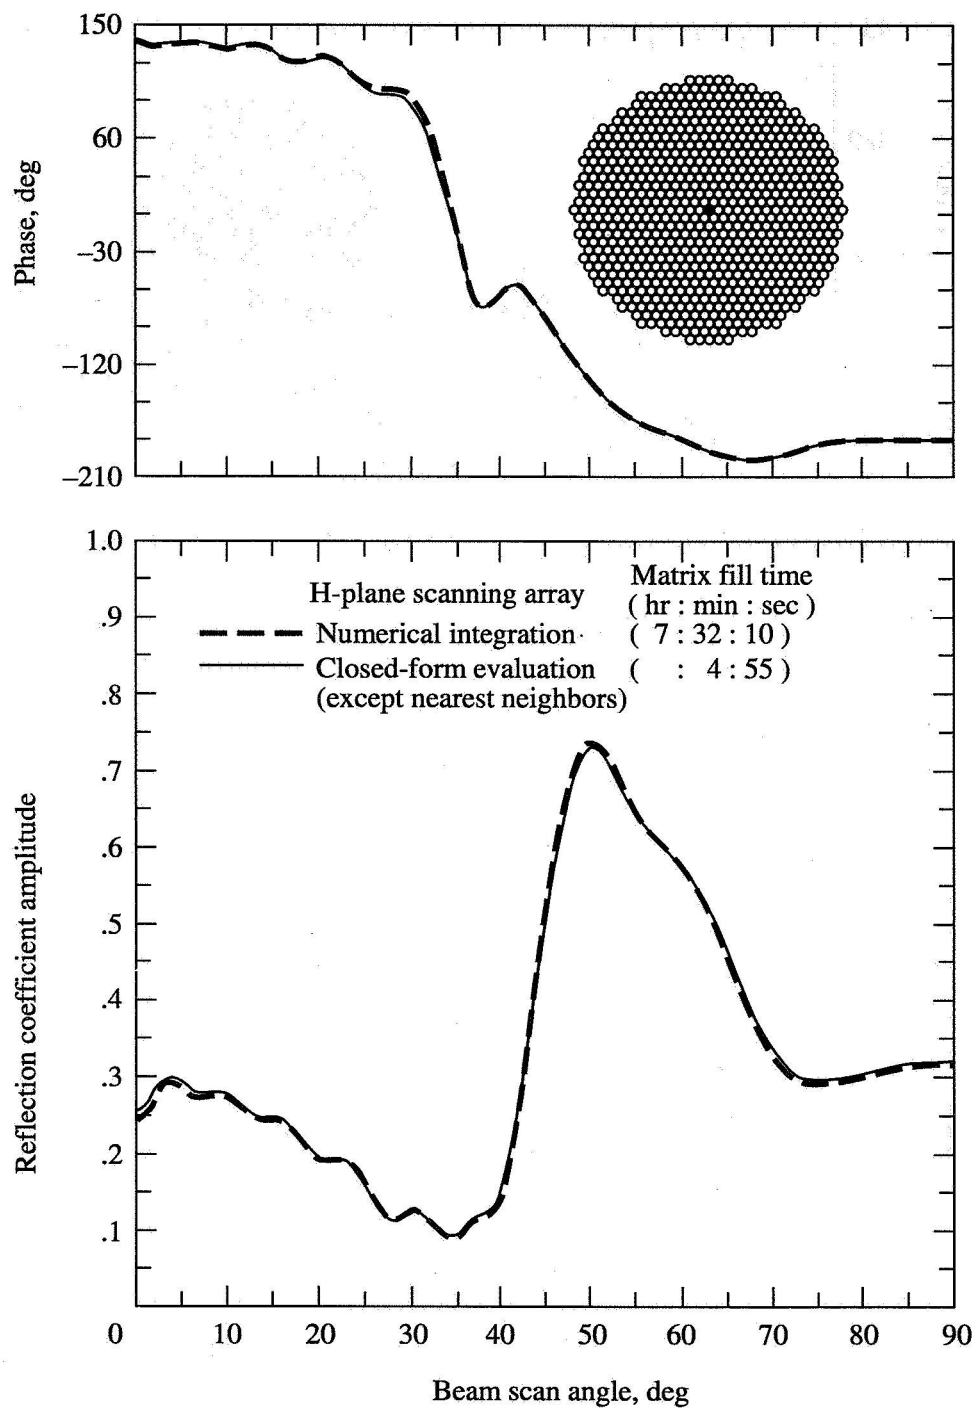 150
60
−30
−120
−210
Phase, deg
1.0
.9
.8
.7
.6
.5
.4
.3
.2
.1
0 10 20 30 40 50 60 70 80 90
Reflection coefficient amplitude
Matrix fill time
H-plane scanning array ( hr : min : sec )
Numerical integration ( 7 : 32 : 10 )
Closed-form evaluation ( : 4 : 55 )
(except nearest neighbors)
Beam scan angle, deg